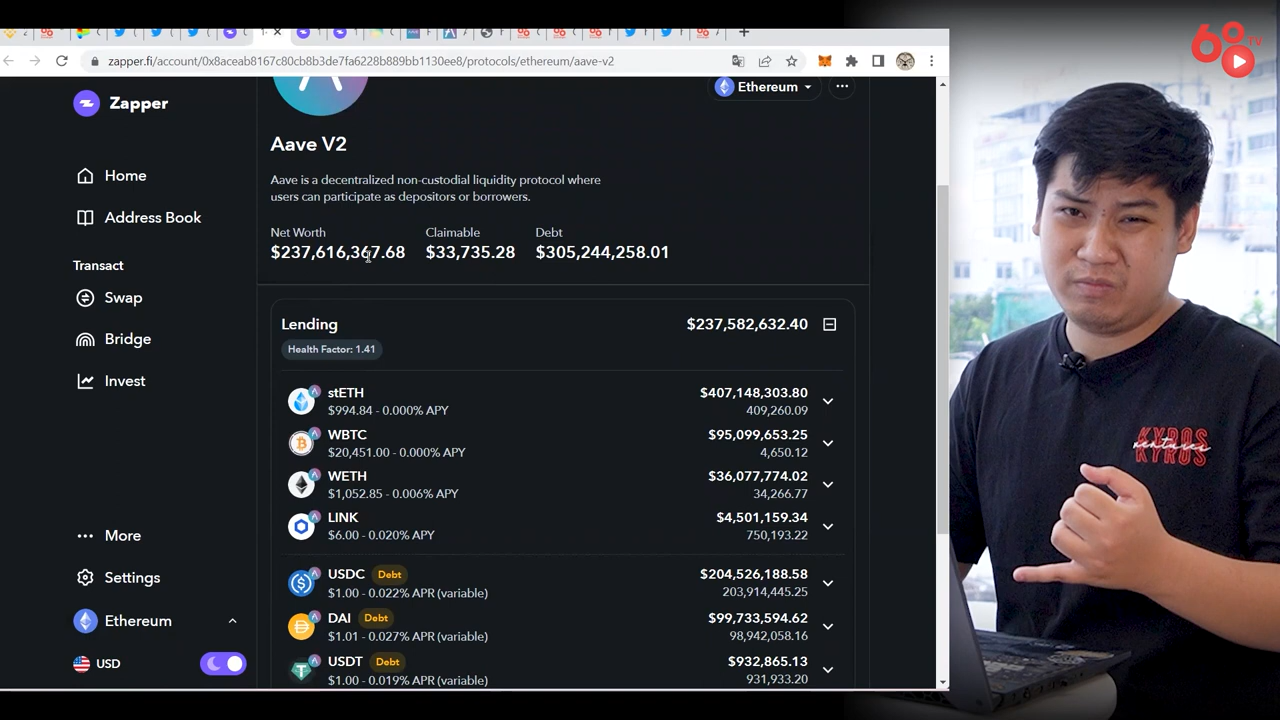 60 TV
zapper.fi/account/0x8aceab8167c80cb8b3de7fa6228b889bb1130ee8/protocols/ethereum/aave-v2
Zapper
Ethereum
Home
Address Book
Transact
Swap
Bridge
Invest
More
Settings
Ethereum
USD
Aave V2
Aave is a decentralized non-custodial liquidity protocol where
users can participate as depositors or borrowers.
Net Worth Claimable Debt
$237,616,367.68 $33,735.28 $305,244,258.01
Lending $237,582,632.40
Health Factor: 1.41
stETH $407,148,303.80
$994.84 - 0.000% APY 409,260.09
WBTC $95,099,653.25
$20,451.00 - 0.000% APY 4,650.12
WETH $36,077,774.02
$1,052.85 - 0.006% APY 34,266.77
LINK $4,501,159.34
$6.00 - 0.020% APY 750,193.22
USDC Debt $204,526,188.58
$1.00 - 0.022% APR (variable) 203,914,445.25
DAI Debt $99,733,594.62
$1.01 - 0.027% APR (variable) 98,942,058.16
USDT Debt $932,865.13
$1.00 - 0.019% APR (variable) 931,933.20
KYROS
ventures
KYROS